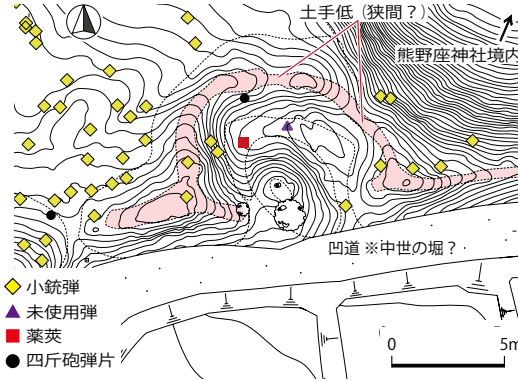 土手低（狭間？）
熊野座神社境内
凹道 ※中世の堀？
小銃弾
未使用弾
薬莢
四斤砲弾片
0 5m